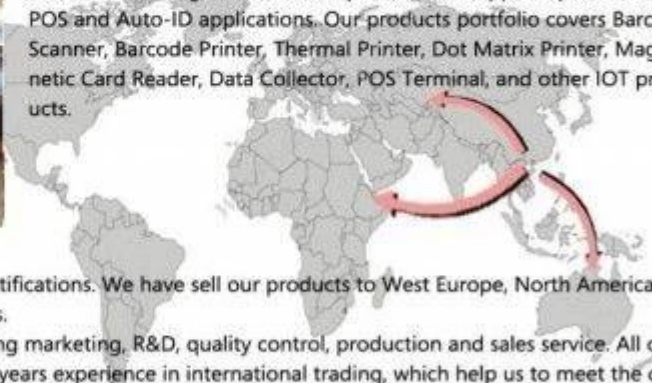 POS and Auto-ID applications. Our products portfolio covers Barc
Scanner, Barcode Printer, Thermal Printer, Dot Matrix Printer, Mag
netic Card Reader, Data Collector, POS Terminal, and other IOT pr
ucts.
tifications. We have sell our products to West Europe, North America
s.
ng marketing, R&D, quality control, production and sales service. All
years experience in international trading, which help us to meet the